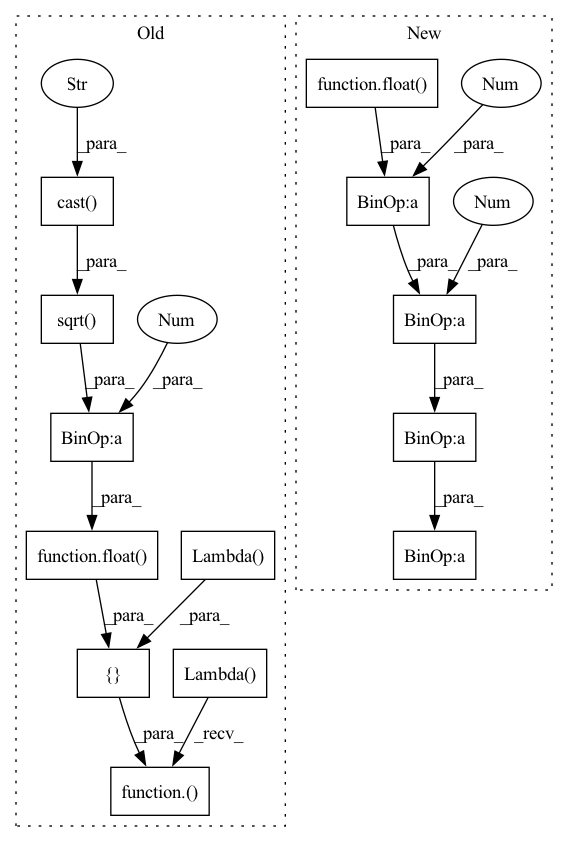 Old
New
Str
function.float()
Num
_para_
_para_
_para_
cast()
BinOp:a
Num
_para_
_para_
_para_
sqrt()
Num
BinOp:a
_para_
_para_
_para_
BinOp:a
BinOp:a
_para_
_para_
function.float()
Lambda()
BinOp:a
_para_
_para_
{}
Lambda()
_para_
_recv_
function.()